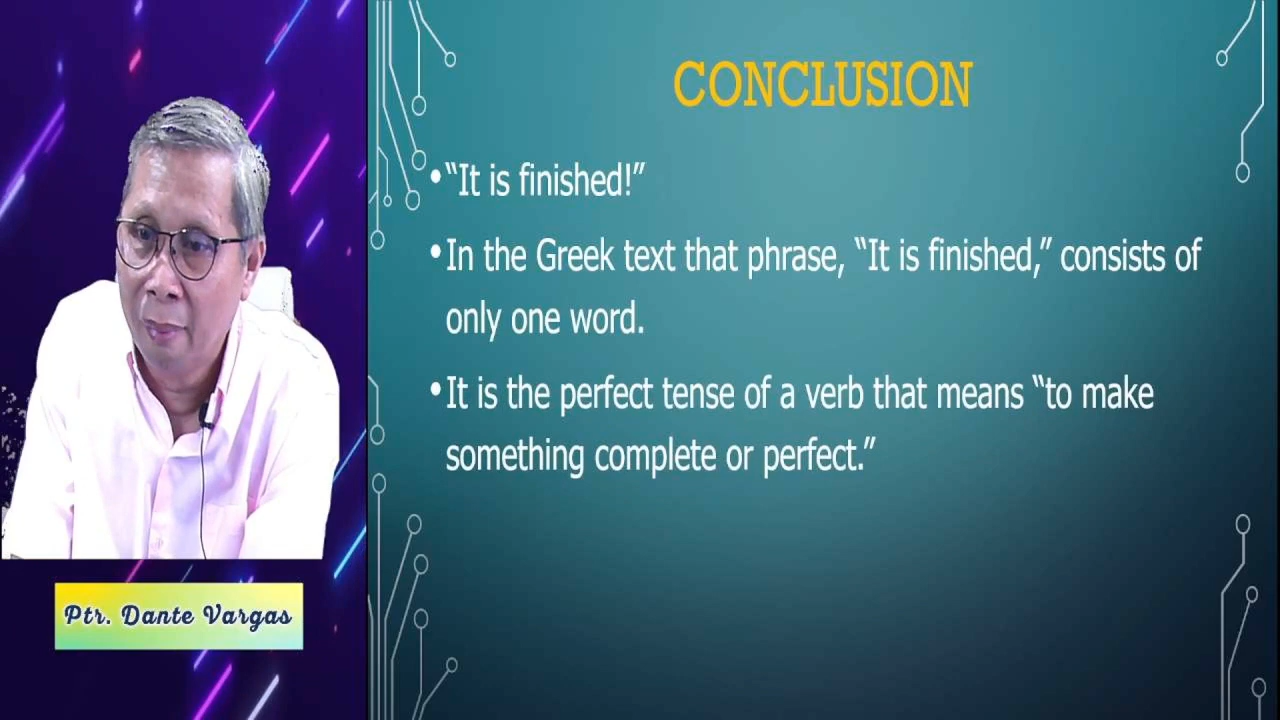 CONCLUSION
•“It is finished!”
•In the Greek text that phrase, “It is finished,” consists of
only one word.
•It is the perfect tense of a verb that means “to make
something complete or perfect.”
Ptr. Dante Vargas